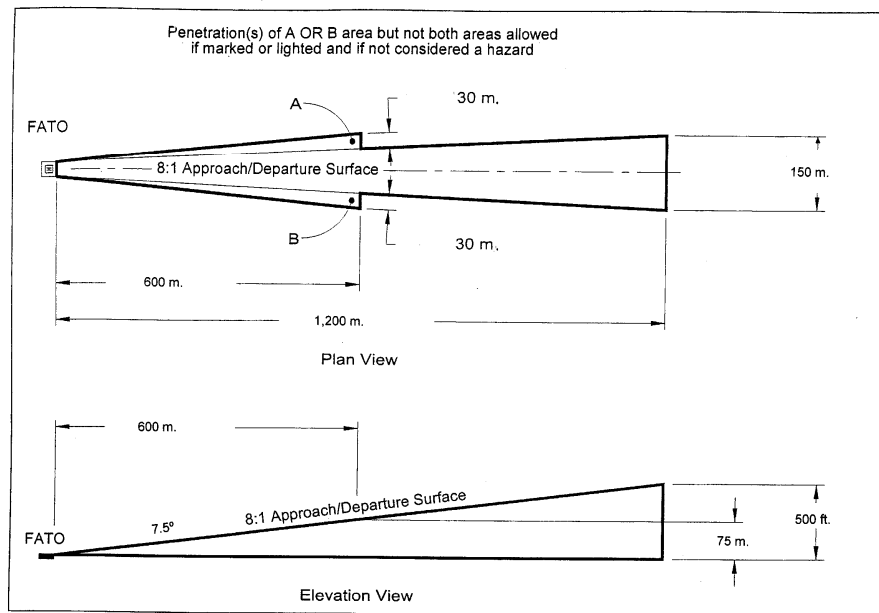 Penetration(s) of A OR B area but not both areas allowed
if marked or lighted and if not considered a hazard
A
30 m.
FATO
8:1 Approach/Departure Surface
150 m.
B
30 m.
600 m.
1,200 m.
Plan View
600 m.
8:1 Approach/Departure Surface
7.5º
500 ft.
FATO
75 m.
Elevation View